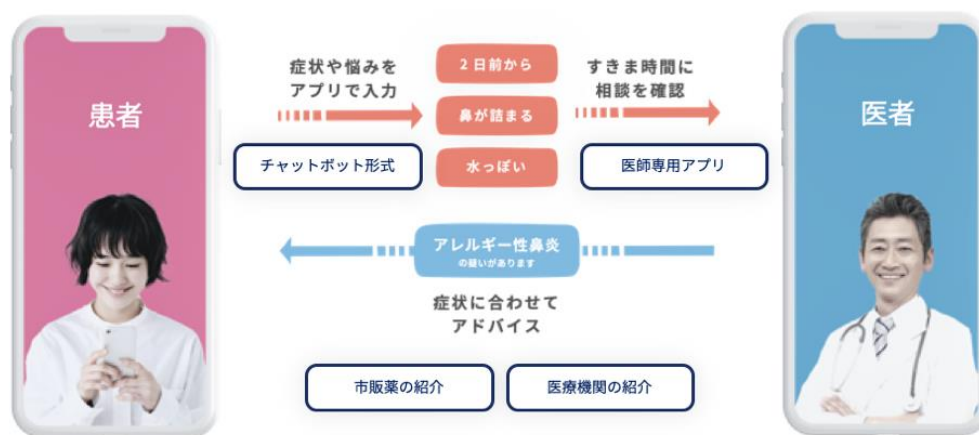 患者
症状や悩みを
アプリで入力
チャットボット形式
2日前から
鼻が詰まる
水っぽい
すきま時間に
相談を確認
医師専用アプリ
医者
アレルギー性鼻炎
の疑いがあります
症状に合わせて
アドバイス
市販薬の紹介
医療機関の紹介